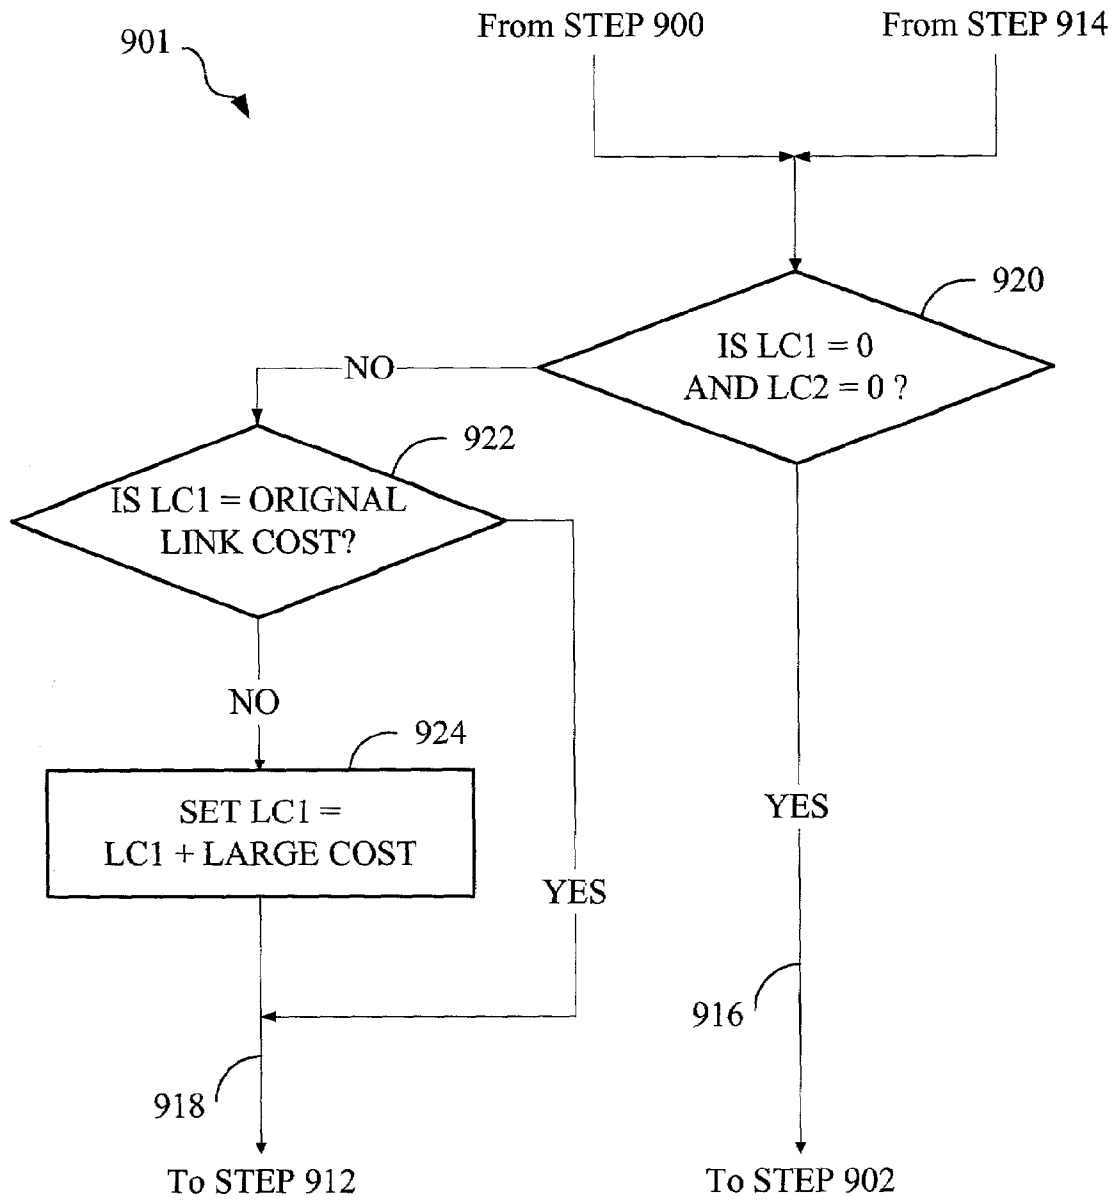 901
From STEP 900
From STEP 914
920
IS LC1 = 0
AND LC2 = 0 ?
NO
922
IS LC1 = ORIGNAL
LINK COST?
NO
924
SET LC1 =
LC1 + LARGE COST
YES
YES
916
918
To STEP 912
To STEP 902